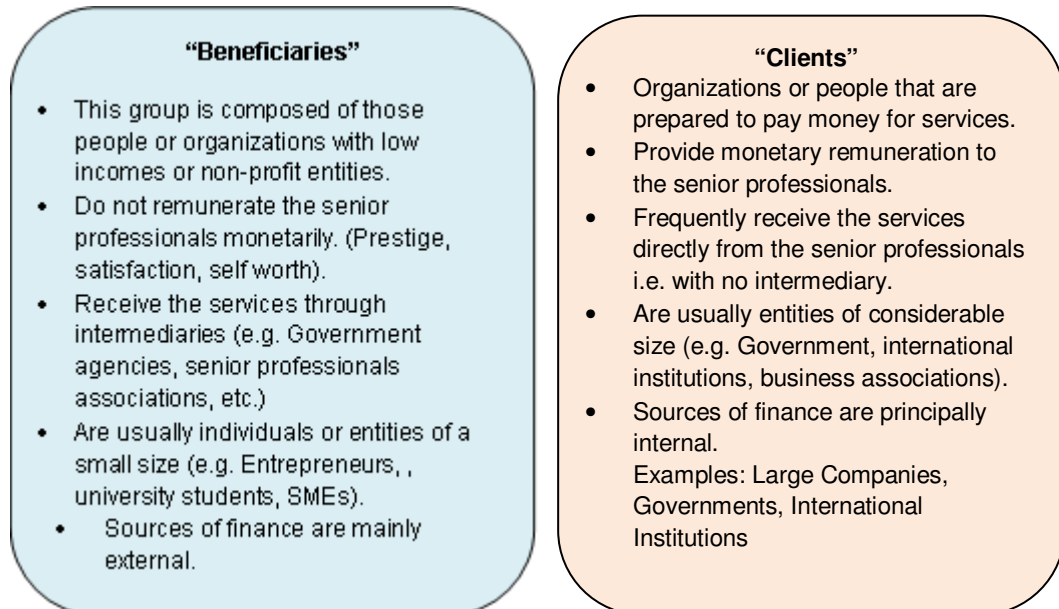 “Beneficiaries”
• This group is composed of those
people or organizations with low
incomes or non-profit entities.
• Do not remunerate the senior
professionals monetarily. (Prestige,
satisfaction, self worth).
• Receive the services through
intermediaries (e.g. Government
agencies, senior professionals
associations, etc.)
• Are usually individuals or entities of a
small size (e.g. Entrepreneurs, ,
university students, SMEs).
• Sources of finance are mainly
external.
“Clients”
• Organizations or people that are
prepared to pay money for services.
• Provide monetary remuneration to
the senior professionals.
• Frequently receive the services
directly from the senior professionals
i.e. with no intermediary.
• Are usually entities of considerable
size (e.g. Government, international
institutions, business associations).
• Sources of finance are principally
internal.
Examples: Large Companies,
Governments, International
Institutions